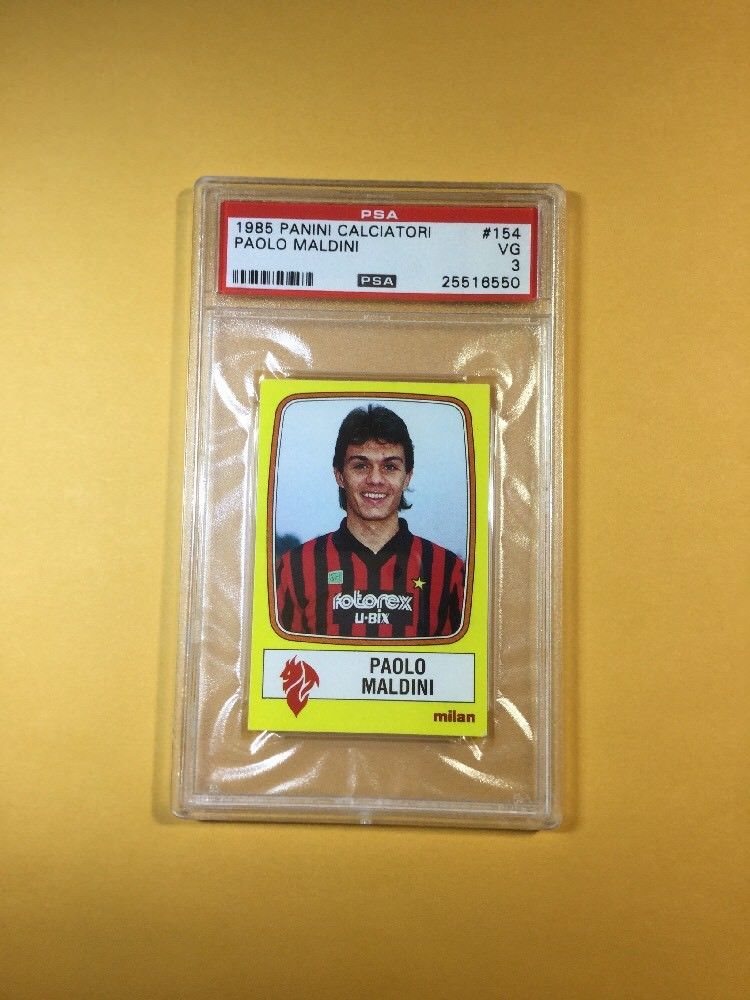 PSA
1985 PANINI CALCIATORI #154
PAOLO MALDINI VG
3
PSA 25516550
fotorex
U-BIX
PAOLO
MALDINI
milan